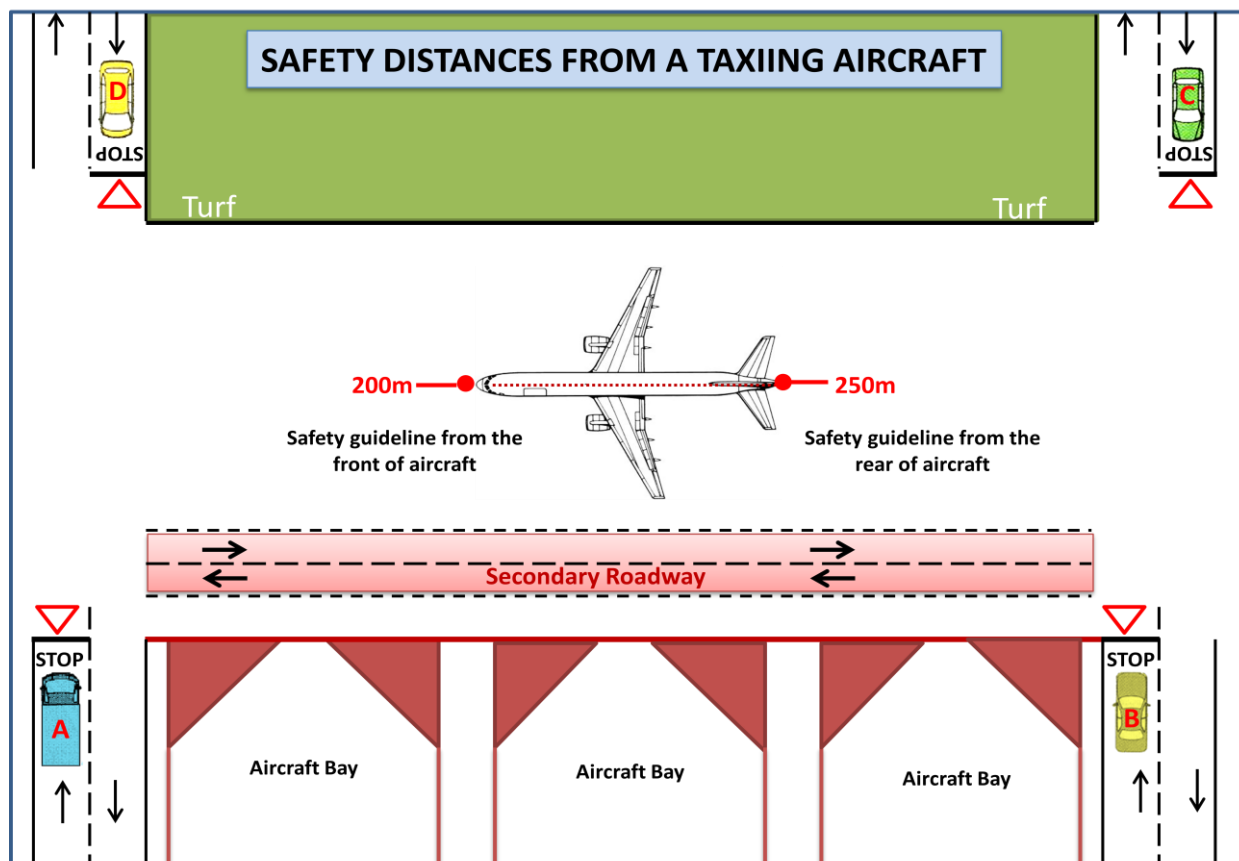 SAFETY DISTANCES FROM A TAXIING AIRCRAFT
D
C
STOP
STOP
Turf
Turf
200m
250m
Safety guideline from the
front of aircraft
Safety guideline from the
rear of aircraft
Secondary Roadway
STOP
STOP
A
B
Aircraft Bay
Aircraft Bay
Aircraft Bay